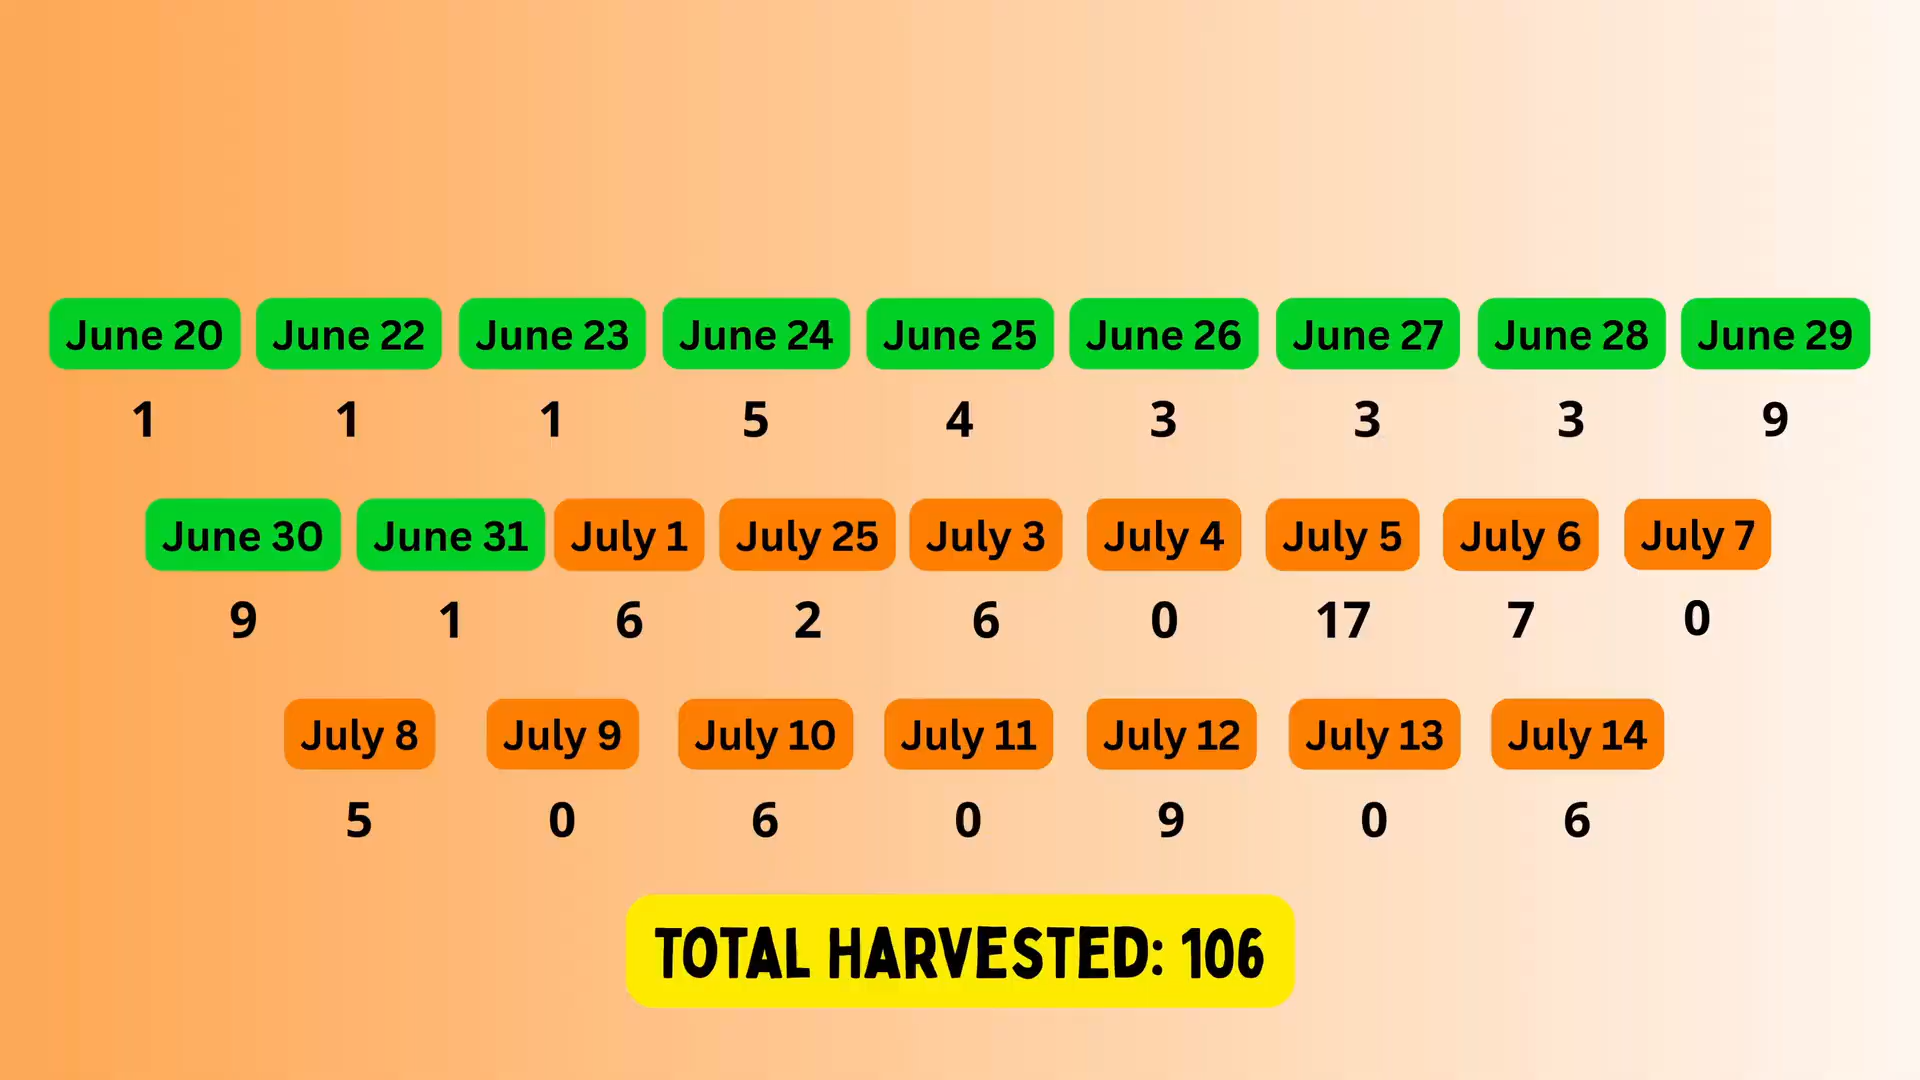 June 20 June 22 June 23 June 24 June 25 June 26 June 27 June 28 June 29
1 1 1 5 4 3 3 3 9
June 30 June 31 July 1 July 25 July 3 July 4 July 5 July 6 July 7
9 1 6 2 6 0 17 7 0
July 8 July 9 July 10 July 11 July 12 July 13 July 14
5 0 6 0 9 0 6
TOTAL HARVESTED: 106